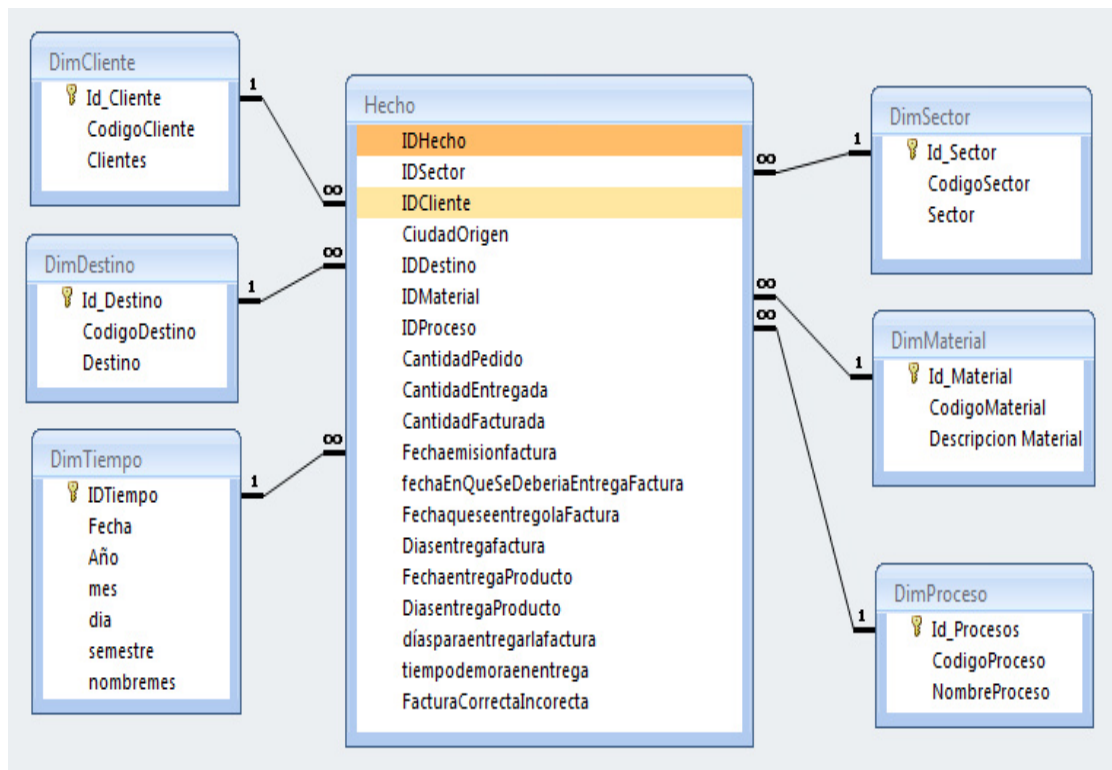 DimCliente
Id_Cliente
CodigoCliente
Clientes
1
∞
DimDestino
Id_Destino
CodigoDestino
Destino
1
∞
DimTiempo
IDTiempo
Fecha
Año
mes
dia
semestre
nombremes
1
∞
Hecho
IDHecho
IDSector
IDCliente
CiudadOrigen
IDDestino
IDMaterial
IDProceso
CantidadPedido
CantidadEntregada
CantidadFacturada
Fechaemisionfactura
fechaEnQueSeDeberiaEntregaFactura
FechaqueseentregolaFactura
Diasentregafactura
FechaentregaProducto
DiasentregaProducto
díasparaentregarlafactura
tiempodemoraenentrega
FacturaCorrectaIncorecta
∞
1
DimSector
Id_Sector
CodigoSector
Sector
∞
1
DimMaterial
Id_Material
CodigoMaterial
Descripcion Material
∞
1
DimProceso
Id_Procesos
CodigoProceso
NombreProceso